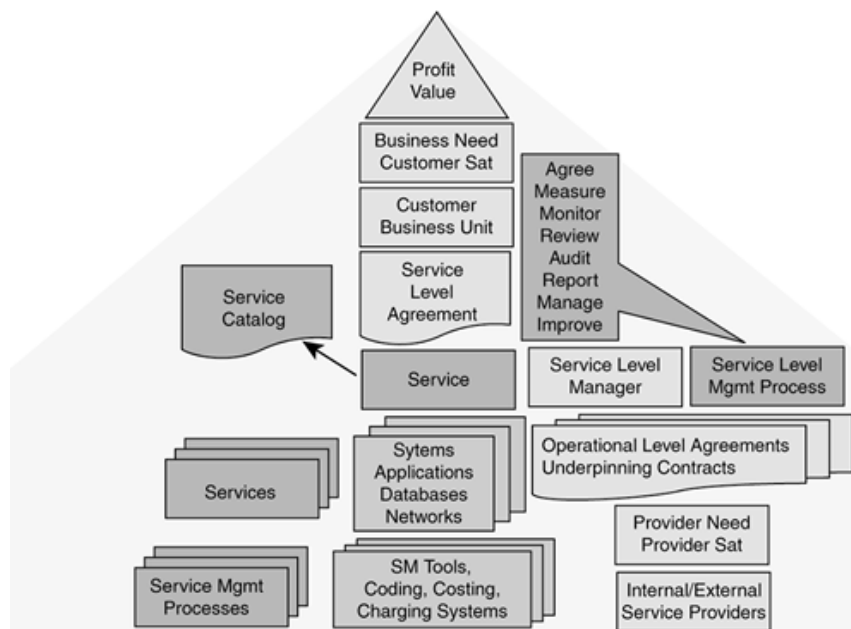 Profit
Value
Business Need
Customer Sat
Customer
Business Unit
Service
Level
Agreement
Agree
Measure
Monitor
Review
Audit
Report
Manage
Improve
Service
Catalog
Service
Service Level
Manager
Service Level
Mgmt Process
Services
Sytems
Applications
Databases
Networks
Operational Level Agreements
Underpinning Contracts
Provider Need
Provider Sat
Service Mgmt
Processes
SM Tools,
Coding, Costing,
Charging Systems
Internal/External
Service Providers